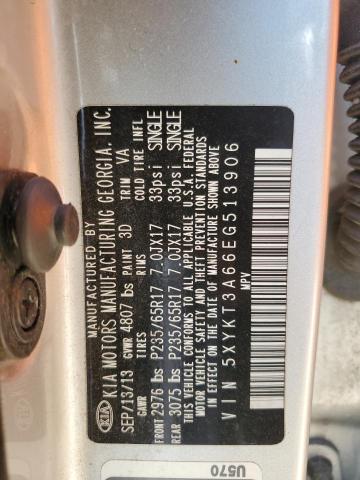 MANUFACTURED BY
KIA MOTORS MANUFACTURING GEORGIA, INC.
KIA
SEP/13/13 GVWR 4807 lbs PAINT 3D TRIM VA
GAWR TIRES RIMS COLD TIRE INFL
FRONT 2976 lbs P235/65R17 7.0JX17 33psi SINGLE
REAR 3075 lbs P235/65R17 7.0JX17 33psi SINGLE
THIS VEHICLE CONFORMS TO ALL APPLICABLE U.S.A. FEDERAL
MOTOR VEHICLE SAFETY, BUMPER, AND THEFT PREVENTION STANDARDS
IN EFFECT ON THE DATE OF MANUFACTURE SHOWN ABOVE.
VIN 5XYKT3A66EG513906
MPV
U570